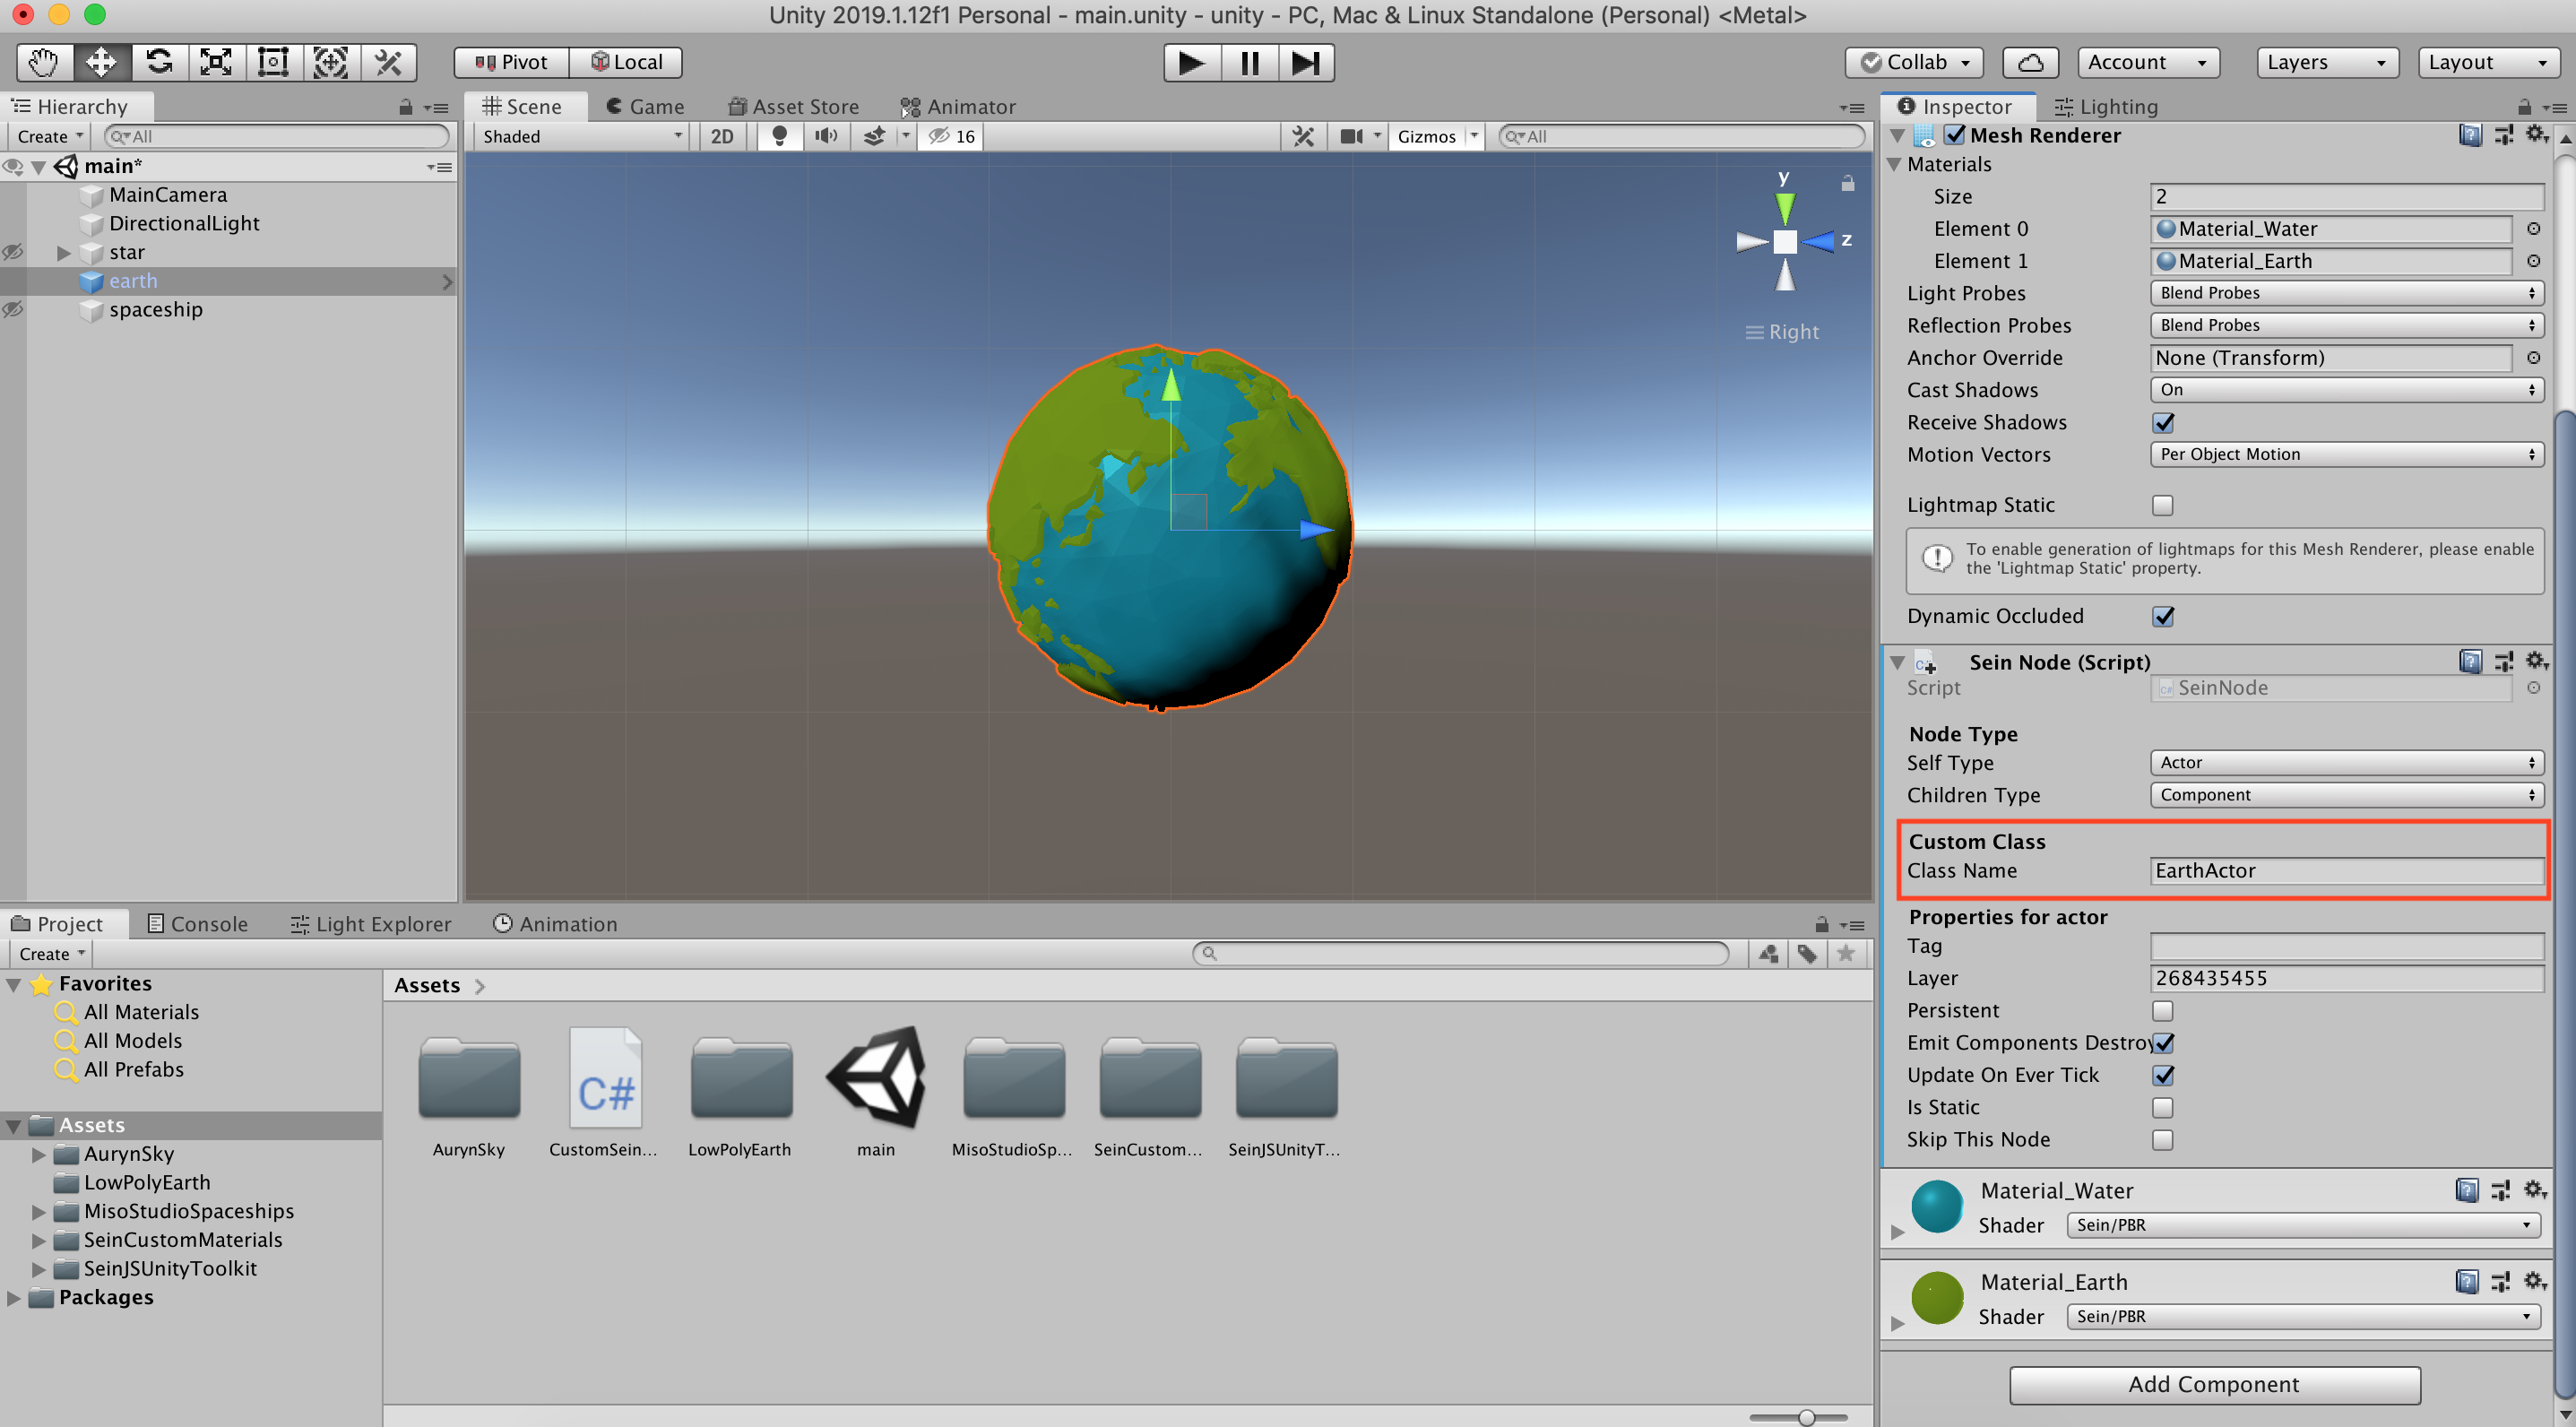 Unity 2019.1.12f1 Personal - main.unity - unity - PC, Mac & Linux Standalone (Personal) <Metal>
Pivot Local Collab Account Layers Layout
Hierarchy
Create All
main*
MainCamera
DirectionalLight
star
earth
spaceship
Scene Game Asset Store Animator
Shaded 2D 16 Gizmos All
y
z
Right
Inspector Lighting
Mesh Renderer
Materials
Size 2
Element 0 Material_Water
Element 1 Material_Earth
Light Probes Blend Probes
Reflection Probes Blend Probes
Anchor Override None (Transform)
Cast Shadows On
Receive Shadows
Motion Vectors Per Object Motion
Lightmap Static
To enable generation of lightmaps for this Mesh Renderer, please enable
the 'Lightmap Static' property.
Dynamic Occluded
Sein Node (Script)
Script SeinNode
Node Type
Self Type Actor
Children Type Component
Custom Class
Class Name EarthActor
Properties for actor
Tag
Layer 268435455
Persistent
Emit Components Destroy
Update On Ever Tick
Is Static
Skip This Node
Material_Water
Shader Sein/PBR
Material_Earth
Shader Sein/PBR
Add Component
Project Console Light Explorer Animation
Create
Favorites
All Materials
All Models
All Prefabs
Assets
AurynSky
LowPolyEarth
MisoStudioSpaceships
SeinCustomMaterials
SeinJSUnityToolkit
Packages
Assets
C#
AurynSky CustomSein... LowPolyEarth main MisoStudioSp... SeinCustom... SeinJSUnityT...